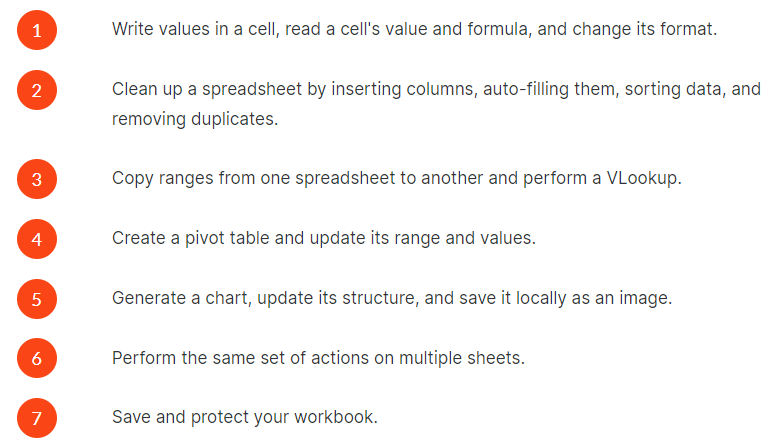 1 Write values in a cell, read a cell's value and formula, and change its format.
2 Clean up a spreadsheet by inserting columns, auto-filling them, sorting data, and
removing duplicates.
3 Copy ranges from one spreadsheet to another and perform a VLookup.
4 Create a pivot table and update its range and values.
5 Generate a chart, update its structure, and save it locally as an image.
6 Perform the same set of actions on multiple sheets.
7 Save and protect your workbook.